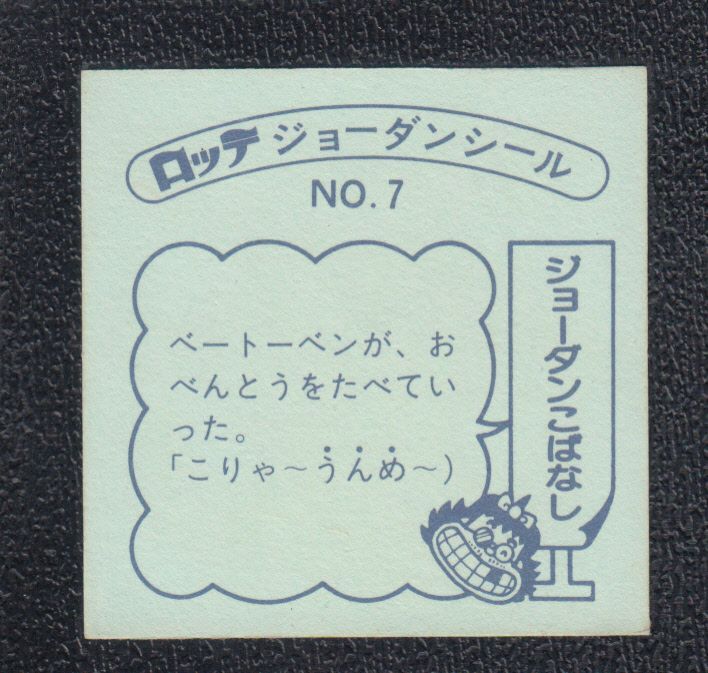 ロッテ ジョーダンシール
NO.7
ジョーダンこばなし
ベートーベンが、お
べんとうをたべてい
った。
「こりゃ～うんめ～)